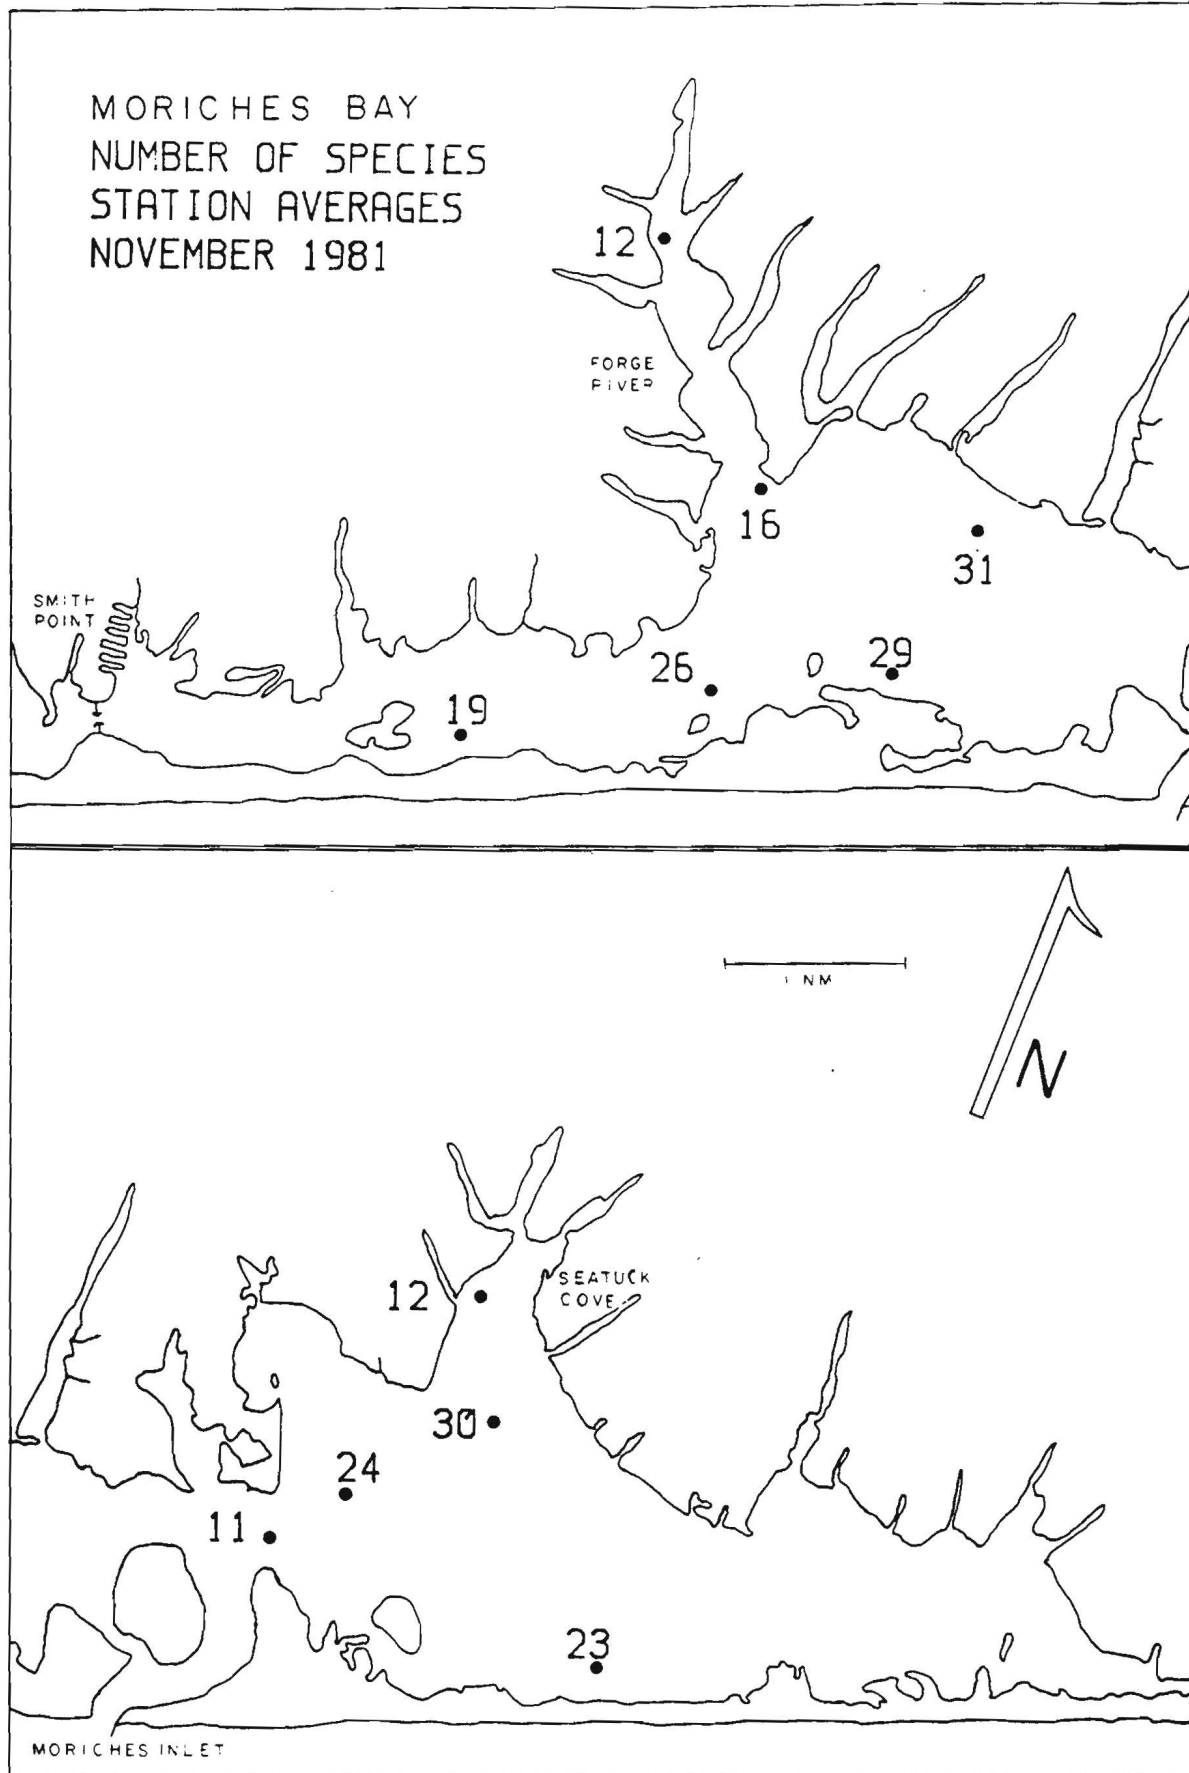 MORICHES BAY
NUMBER OF SPECIES
STATION AVERAGES
NOVEMBER 1981
12
FORGE
RIVER
16
31
SMITH
POINT
26
29
19
1 NM
N
12
SEATUCK
COVE
30
24
11
23
MORICHES INLET